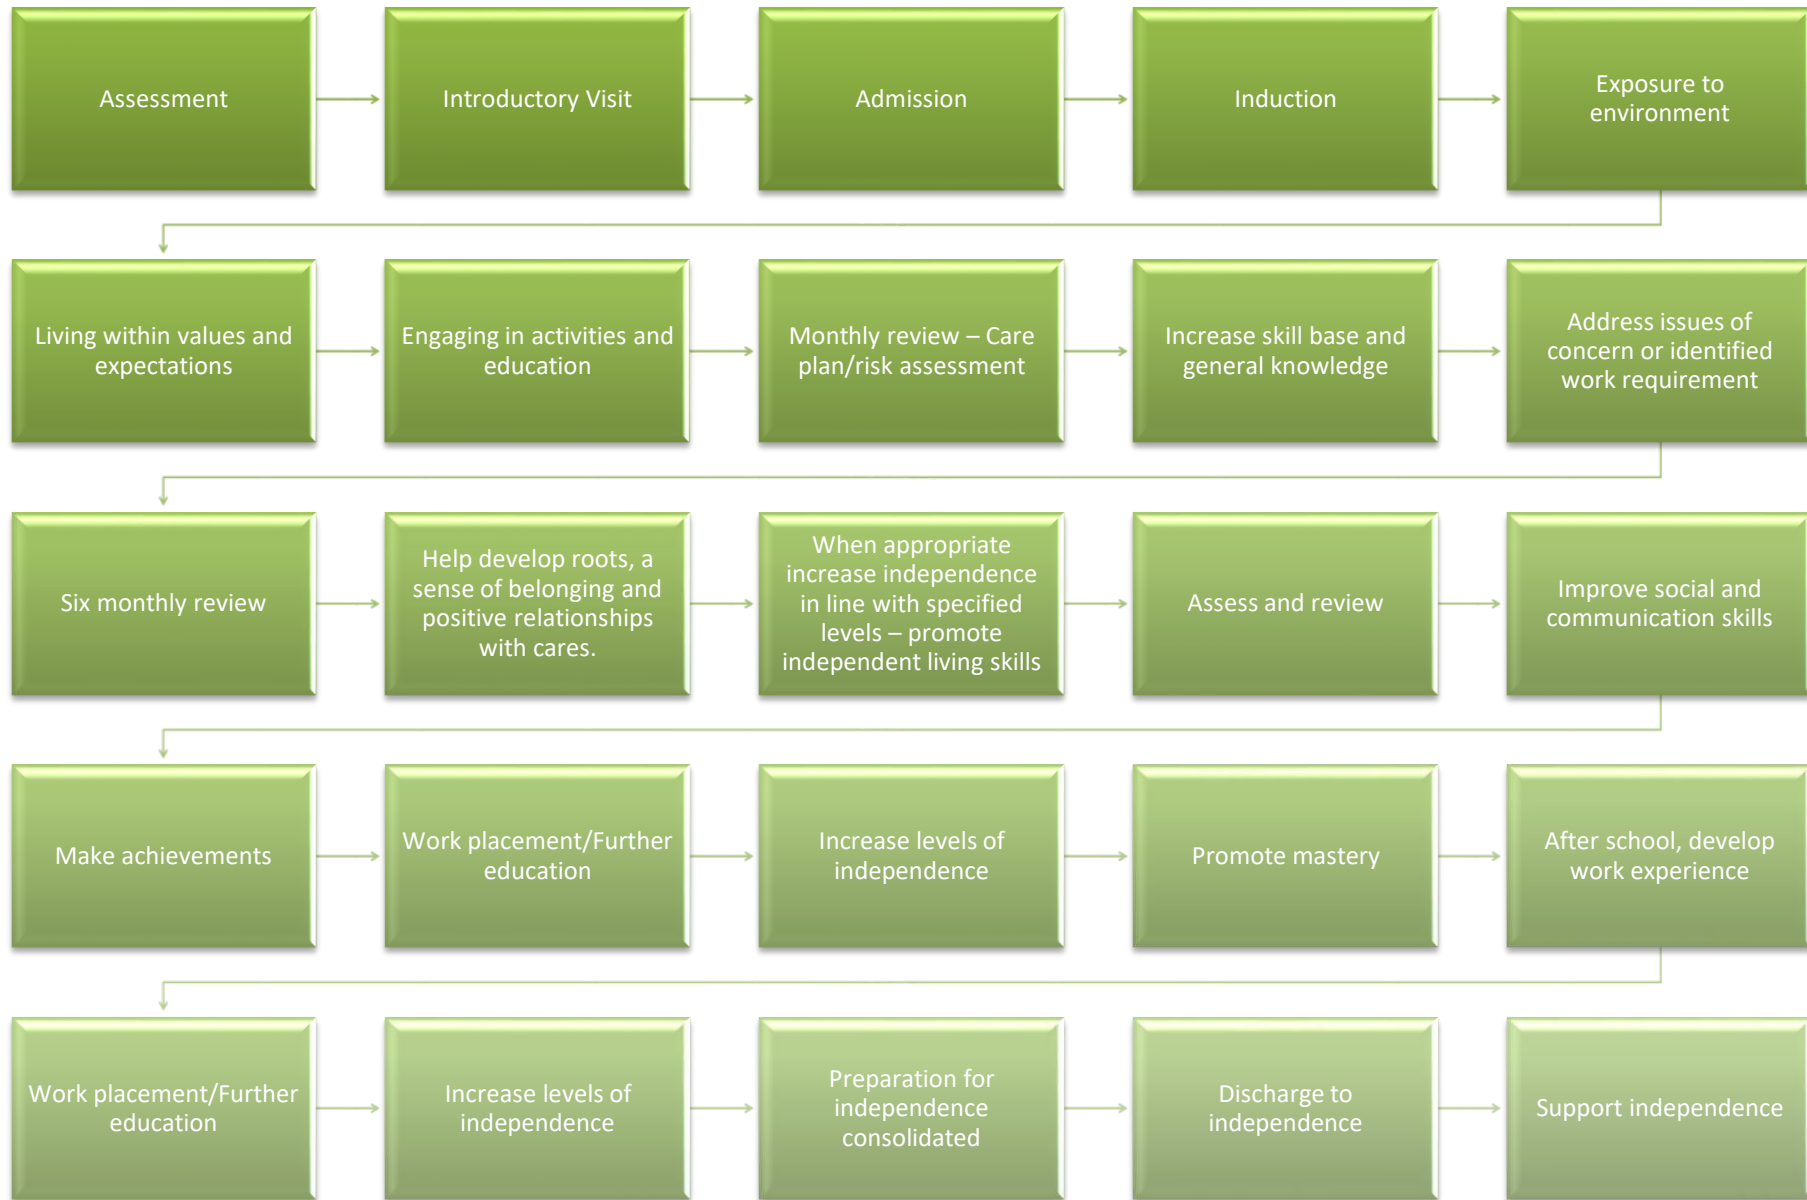 Assessment
Introductory Visit
Admission
Induction
Exposure to
environment
Living within values and
expectations
Engaging in activities and
education
Monthly review – Care
plan/risk assessment
Increase skill base and
general knowledge
Address issues of
concern or identified
work requirement
Six monthly review
Help develop roots, a
sense of belonging and
positive relationships
with cares.
When appropriate
increase independence
in line with specified
levels – promote
independent living skills
Assess and review
Improve social and
communication skills
Make achievements
Work placement/Further
education
Increase levels of
independence
Promote mastery
After school, develop
work experience
Work placement/Further
education
Increase levels of
independence
Preparation for
independence
consolidated
Discharge to
independence
Support independence